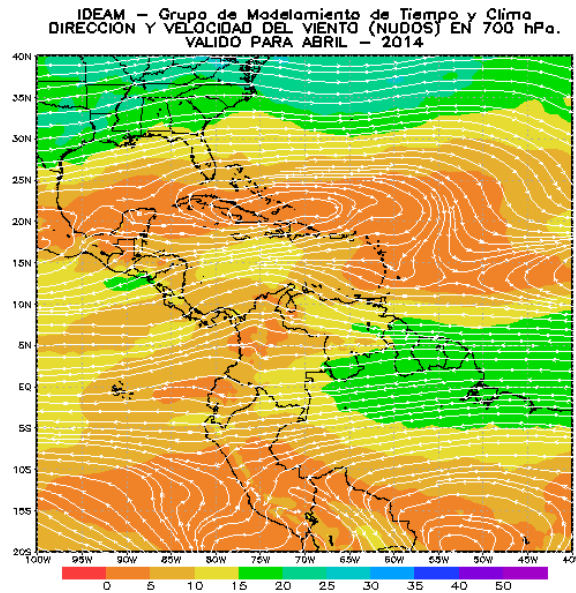 IDEAM – Grupo de Modelamiento de Tiempo y Clima
DIRECCION Y VELOCIDAD DEL VIENTO (NUDOS) EN 700 hPa.
VALIDO PARA ABRIL – 2014
40N
35N
30N
25N
20N
15N
10N
5N
EQ
5S
10S
15S
20S
100W 95W 90W 85W 80W 75W 70W 65W 60W 55W 50W 45W 40W
0 5 10 15 20 25 30 35 40 50